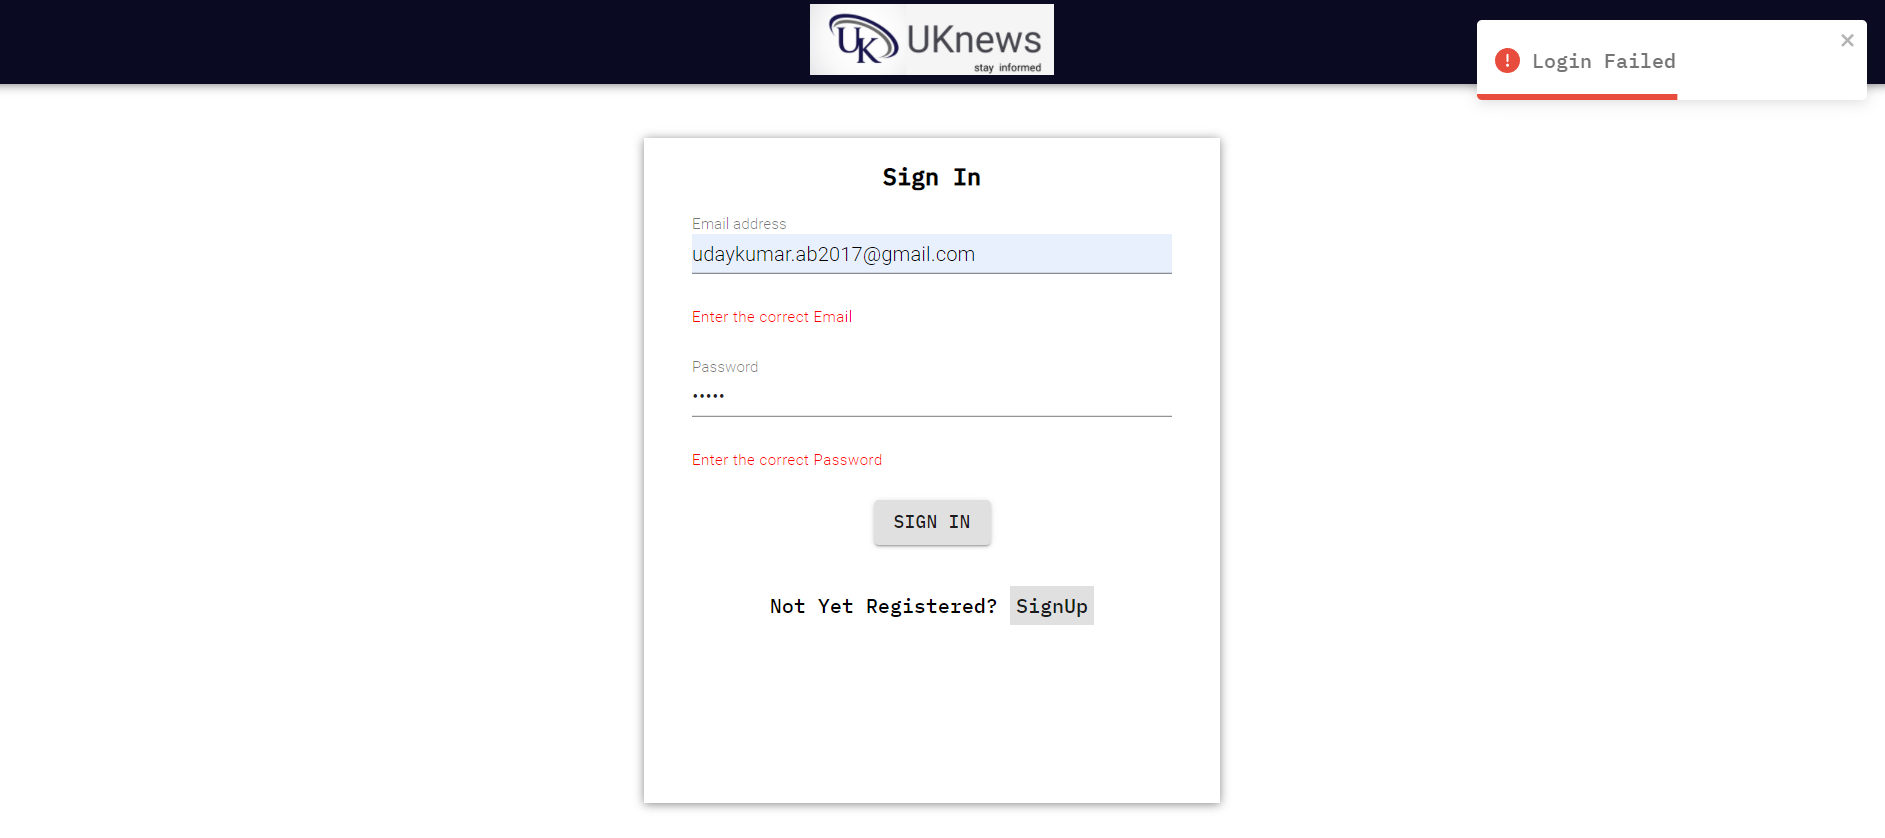 UK UKnews
stay informed
Login Failed
Sign In
Email address
udaykumar.ab2017@gmail.com
Enter the correct Email
Password
•••••
Enter the correct Password
SIGN IN
Not Yet Registered? SignUp